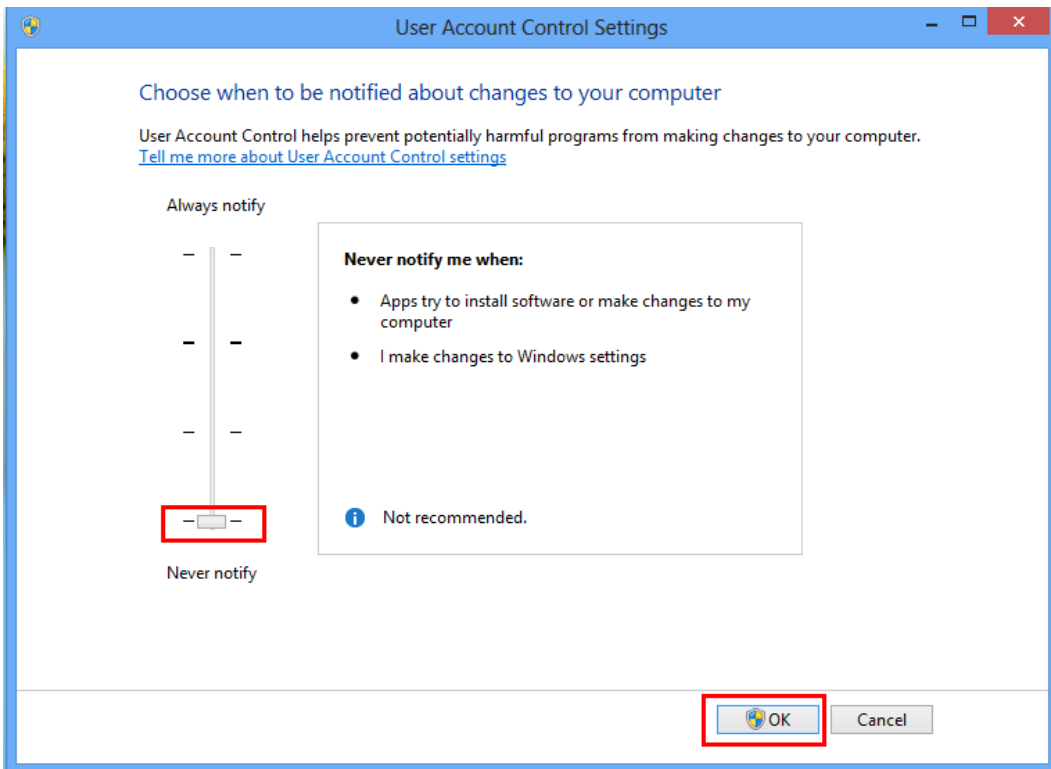 User Account Control Settings
Choose when to be notified about changes to your computer
User Account Control helps prevent potentially harmful programs from making changes to your computer.
Tell me more about User Account Control settings
Always notify
Never notify me when:
Apps try to install software or make changes to my
computer
I make changes to Windows settings
Not recommended.
Never notify
OK
Cancel